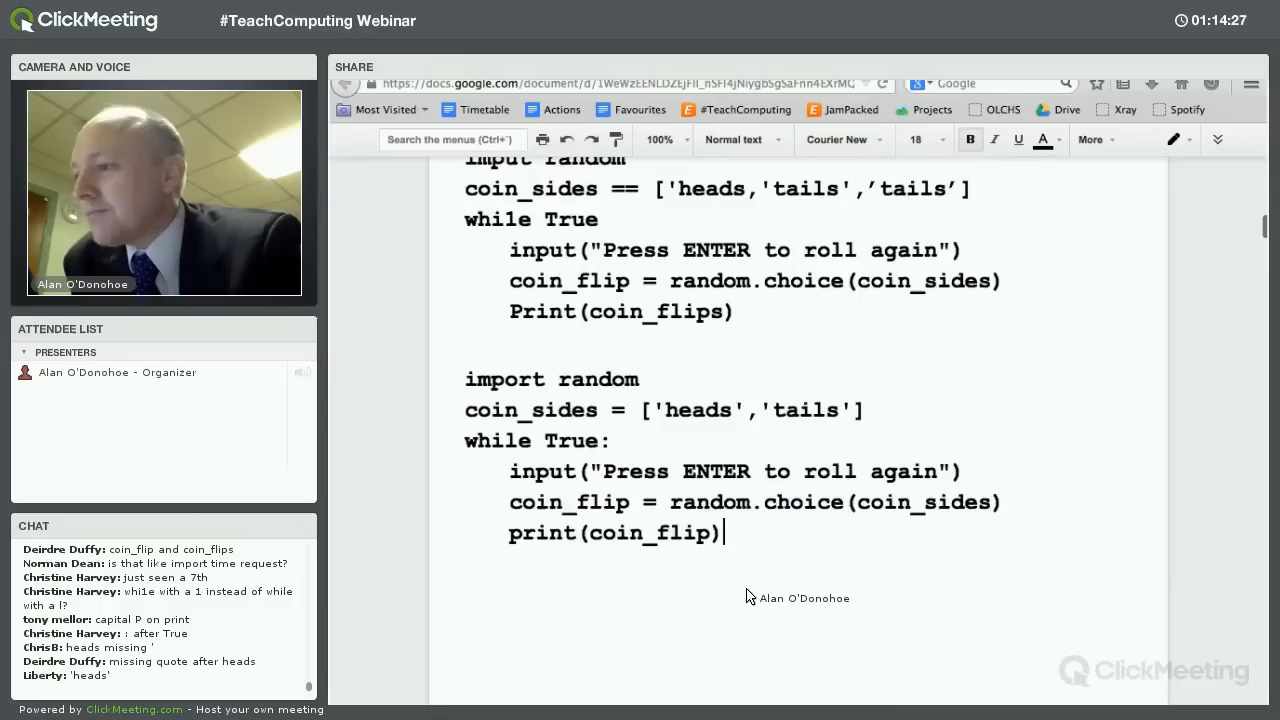 ClickMeeting
#TeachComputing Webinar
01:14:27
CAMERA AND VOICE
Alan O'Donohoe
ATTENDEE LIST
PRESENTERS
Alan O'Donohoe - Organizer
CHAT
Deirdre Duffy: coin_flip and coin_flips
Norman Dean: is that like import time request?
Christine Harvey: just seen a 7th
Christine Harvey: whi1e with a 1 instead of while
with a l?
tony mellor: capital P on print
Christine Harvey: : after True
ChrisB: heads missing '
Deirdre Duffy: missing quote after heads
Liberty: 'heads'
Powered by ClickMeeting.com - Host your own meeting
SHARE
Google
Most Visited Timetable Actions Favourites #TeachComputing JamPacked Projects OLCHS Drive Xray Spotify
Search the menus (Ctrl+`) 100% Normal text Courier New 18 B I U A More
random
coin_sides == ['heads,'tails',’tails’]
whi1e True
input("Press ENTER to roll again")
coin_flip = random.choice(coin_sides)
Print(coin_flips)
import random
coin_sides = ['heads','tails']
while True:
input("Press ENTER to roll again")
coin_flip = random.choice(coin_sides)
print(coin_flip)
Alan O'Donohoe
ClickMeeting